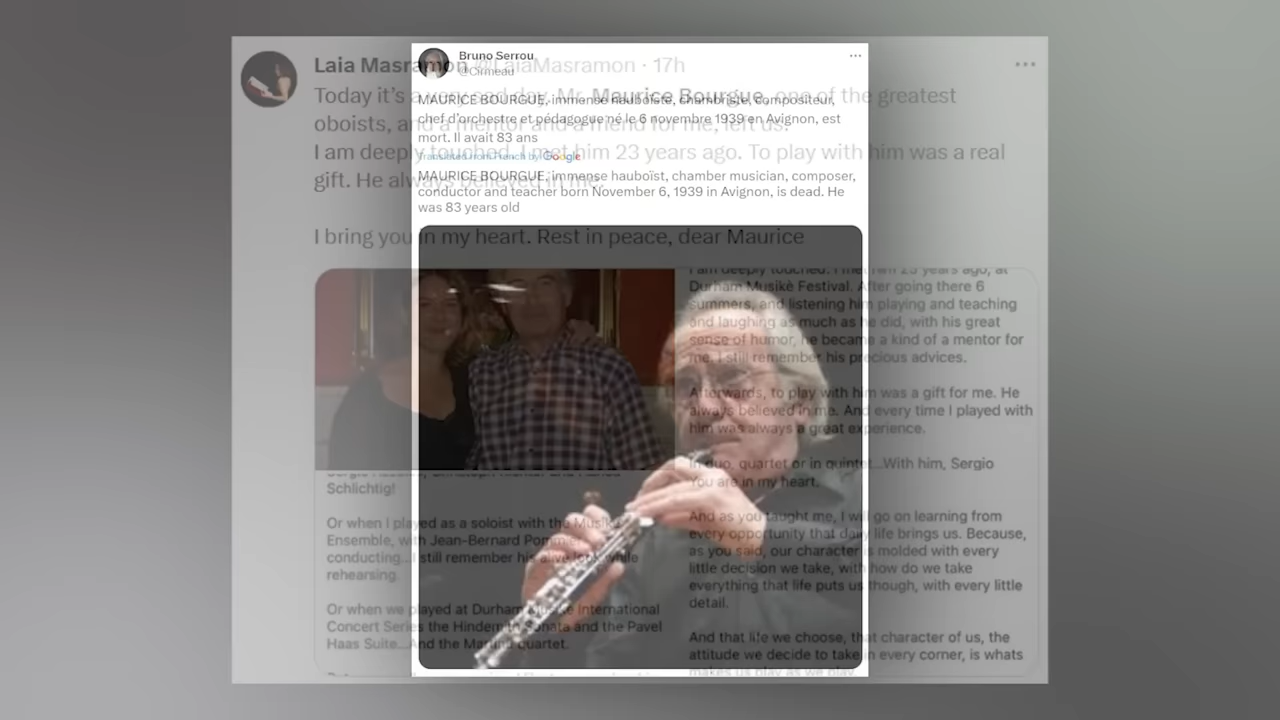 Bruno Serrou
@Cirmeau
MAURICE BOURGUE, immense hauboïste, chambriste, compositeur,
chef d'orchestre et pédagogue né le 6 novembre 1939 en Avignon, est
mort. Il avait 83 ans
Translated from French by Google
MAURICE BOURGUE, immense hauboïst, chamber musician, composer,
conductor and teacher born November 6, 1939 in Avignon, is dead. He
was 83 years old
Laia Masramon @LaiaMasramon · 17h
Today it's a very sad day. Mr. Maurice Bourgue, one of the greatest
oboists, and a mentor and a friend for me, left us.
I am deeply touched. I met him 23 years ago. To play with him was a real
gift. He always believed in me.
I bring you in my heart. Rest in peace, dear Maurice
Schlichtig!
Or when I played as a soloist with the Musikè
Ensemble, with Jean-Bernard Pommier
conducting...I still remember his alive look while
rehearsing.
Or when we played at Durham Musikè International
Concert Series the Hindemith Sonata and the Pavel
Haas Suite...And the Martinu quartet.
I am deeply touched. I met him 23 years ago, at
Durham Musikè Festival. After going there 6
summers, and listening him playing and teaching
and laughing as much as he did, with his great
sense of humor, he became a kind of a mentor for
me. I still remember his precious advices.
Afterwards, to play with him was a gift for me. He
always believed in me. And every time I played with
him was always a great experience.
In duo, quartet or in quintet...With him, Sergio
You are in my heart.
And as you taught me, I will go on learning from
every opportunity that daily life brings us. Because,
as you said, our character is molded with every
little decision we take, with how do we take
everything that life puts us though, with every little
detail.
And that life we choose, that character of us, the
attitude we decide to take in every corner, is whats
makes us play as we play.